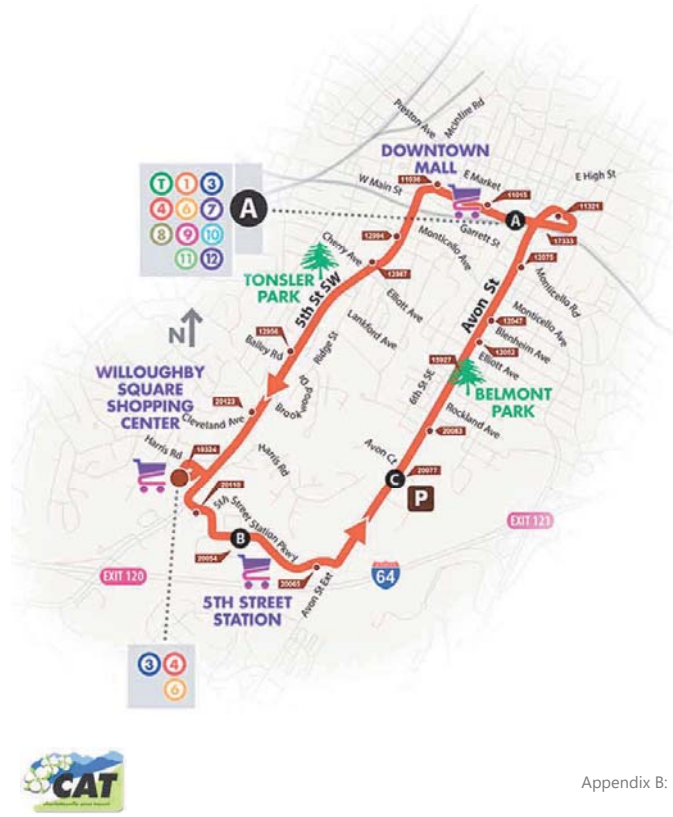 Preston Ave
McIntire Rd
DOWNTOWN
MALL
W Main St
11036
E Market
11015
E High St
T 1 3
4 6 7
8 9 10
11 12
A
A
11321
17333
Garrett St
Monticello Ave
Cherry Ave
TONSLER
PARK
5th St SW
Elliott Ave
Lankford Ave
Ridge St
Bailey Rd
N
Avon St
12075
Monticello Rd
12047
Monticello Ave
Blenheim Ave
12052
Elliott Ave
15927
BELMONT
PARK
6th St SE
Rockland Ave
20083
WILLOUGHBY
SQUARE
SHOPPING
CENTER
20123
Cleveland Ave
Brookwood Dr
Harris Rd
Harris Rd
20110
Avon Ct
C
20077
P
5th Street Station Pkwy
B
20054
20065
Avon St Ext
EXIT 120
EXIT 121
64
5TH STREET
STATION
3 4
6
CAT
Appendix B: